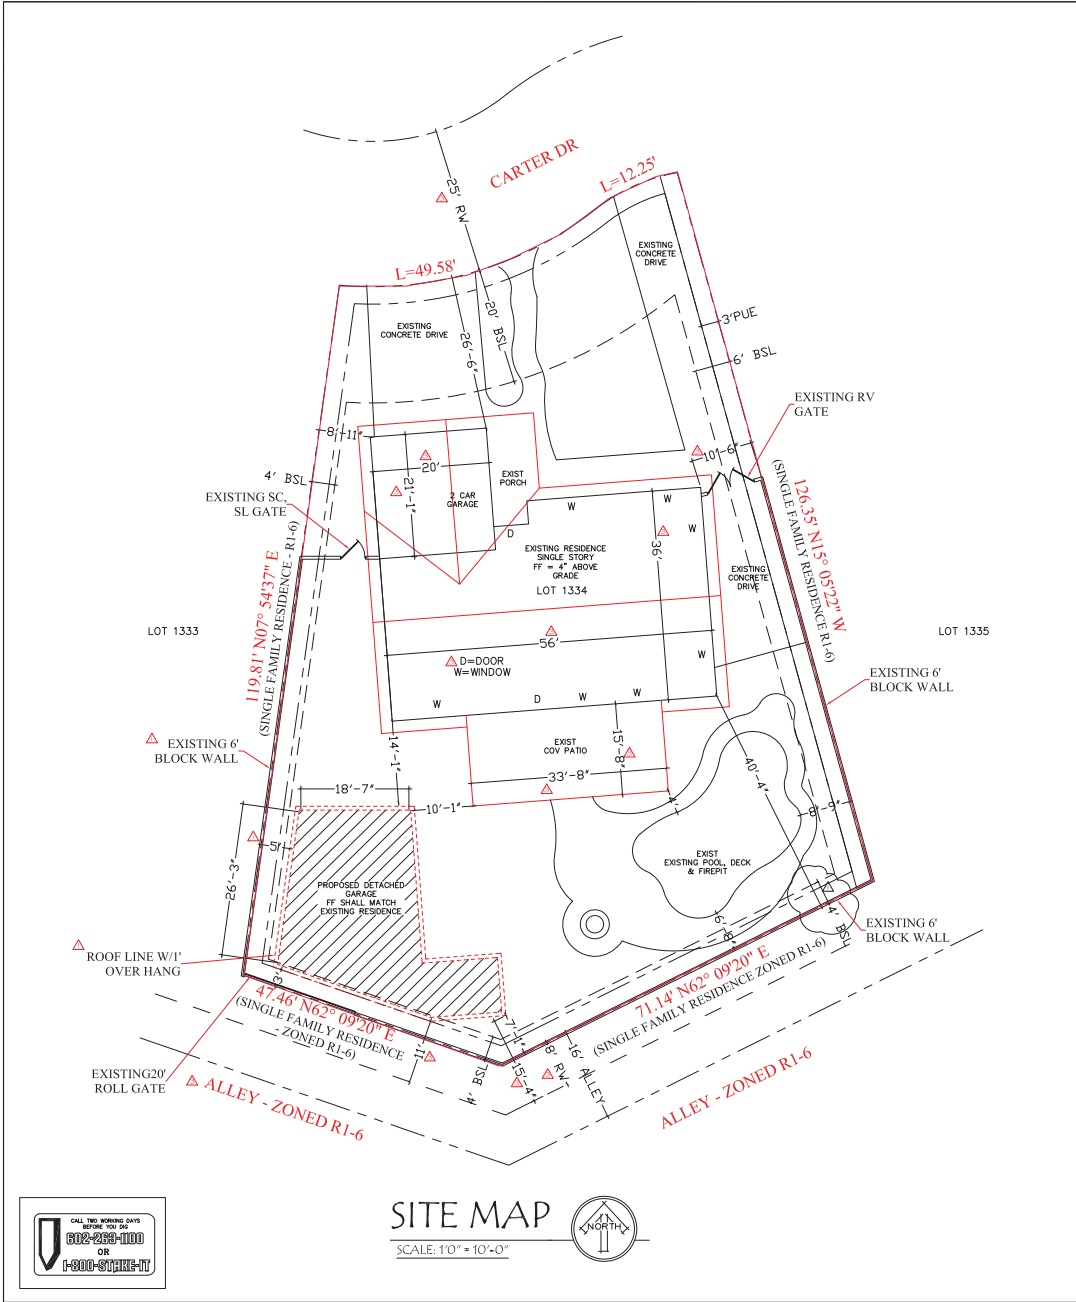 CARTER DR
25' RW
L=12.25'
L=49.58'
EXISTING
CONCRETE DRIVE
26'-6"
20' BSL
EXISTING
CONCRETE
DRIVE
3'PUE
6' BSL
EXISTING RV
GATE
8'-11"
4' BSL
EXISTING SC.
SL GATE
20'
21'-1"
2 CAR
GARAGE
EXIST
PORCH
10'-6"
W
W
W
D
36'
EXISTING RESIDENCE
SINGLE STORY
FF = 4" ABOVE
GRADE
LOT 1334
EXISTING
CONCRETE
DRIVE
126.35' N15° 05'22" W
(SINGLE FAMILY RESIDENCE R1-6)
119.81' N07° 54'37" E
(SINGLE FAMILY RESIDENCE - R1-6)
LOT 1333
LOT 1335
56'
D=DOOR
W=WINDOW
W
W
D
W
W
EXISTING 6'
BLOCK WALL
EXISTING 6'
BLOCK WALL
14'-1"
EXIST
COV PATIO
15'-8"
33'-8"
40'-4"
4'
8'-9"
18'-7"
10'-1"
5'
26'-3"
PROPOSED DETACHED
GARAGE
FF SHALL MATCH
EXISTING RESIDENCE
EXIST
EXISTING POOL, DECK
& FIREPIT
6'-8"
4' BSL
EXISTING 6'
BLOCK WALL
ROOF LINE W/1'
OVER HANG
3'
47.46' N62° 09'20" E
(SINGLE FAMILY RESIDENCE
ZONED R1-6)
11'
4' BSL
7'-1"
15'-4"
8' RW
16' ALLEY
71.14' N62° 09'20" E
(SINGLE FAMILY RESIDENCE ZONED R1-6)
EXISTING20'
ROLL GATE
ALLEY - ZONED R1-6
ALLEY - ZONED R1-6
SITE MAP
SCALE: 1'0" = 10'-0"
NORTH
CALL TWO WORKING DAYS
BEFORE YOU DIG
602-263-1100
OR
1-800-STAKE-IT